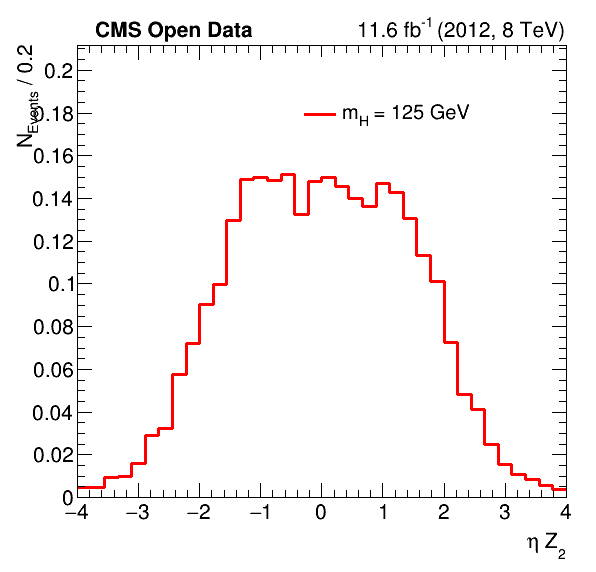 CMS Open Data 11.6 fb⁻¹ (2012, 8 TeV)
N_Events / 0.2
m_H = 125 GeV
0.2
0.18
0.16
0.14
0.12
0.1
0.08
0.06
0.04
0.02
0
−4 −3 −2 −1 0 1 2 3 4
η Z₂